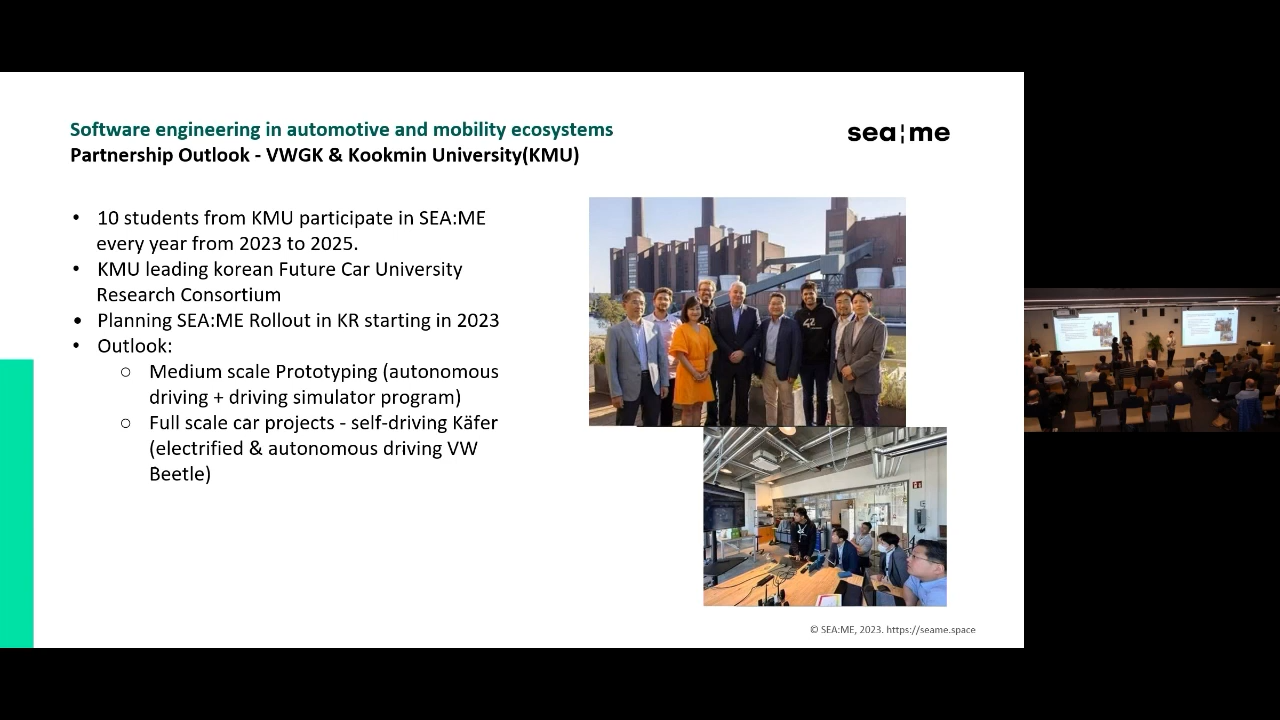 Software engineering in automotive and mobility ecosystems
Partnership Outlook - VWGK & Kookmin University(KMU)
sea¦me
• 10 students from KMU participate in SEA:ME
every year from 2023 to 2025.
• KMU leading korean Future Car University
Research Consortium
• Planning SEA:ME Rollout in KR starting in 2023
• Outlook:
○ Medium scale Prototyping (autonomous
driving + driving simulator program)
○ Full scale car projects - self-driving Käfer
(electrified & autonomous driving VW
Beetle)
42
© SEA:ME, 2023. https://seame.space